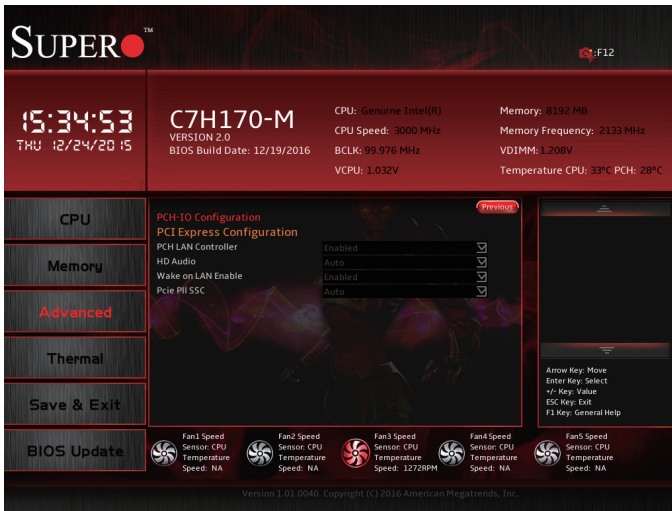 SUPERO™
:F12
15:34:53
THU 12/24/2015
C7H170-M
VERSION 2.0
BIOS Build Date: 12/19/2016
CPU: Genuine Intel(R)
CPU Speed: 3000 MHz
BCLK: 99.976 MHz
VCPU: 1.032V
Memory: 8192 MB
Memory Frequency: 2133 MHz
VDIMM: 1.208V
Temperature CPU: 33°C PCH: 28°C
CPU
Memory
Advanced
Thermal
Save & Exit
BIOS Update
Previous
PCH-IO Configuration
PCI Express Configuration
PCH LAN Controller Enabled
HD Audio Auto
Wake on LAN Enable Enabled
Pcie Pll SSC Auto
Arrow Key: Move
Enter Key: Select
+/- Key: Value
ESC Key: Exit
F1 Key: General Help
Fan1 Speed
Sensor: CPU
Temperature
Speed: NA
Fan2 Speed
Sensor: CPU
Temperature
Speed: NA
Fan3 Speed
Sensor: CPU
Temperature
Speed: 1272RPM
Fan4 Speed
Sensor: CPU
Temperature
Speed: NA
Fan5 Speed
Sensor: CPU
Temperature
Speed: NA
Version 1.01.0040. Copyright (C) 2016 American Megatrends, Inc.